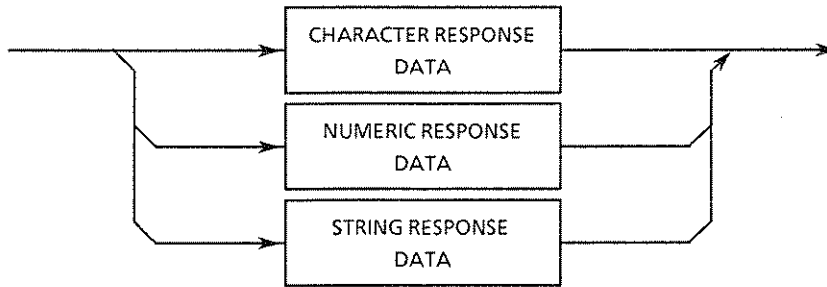 CHARACTER RESPONSE
DATA
NUMERIC RESPONSE
DATA
STRING RESPONSE
DATA